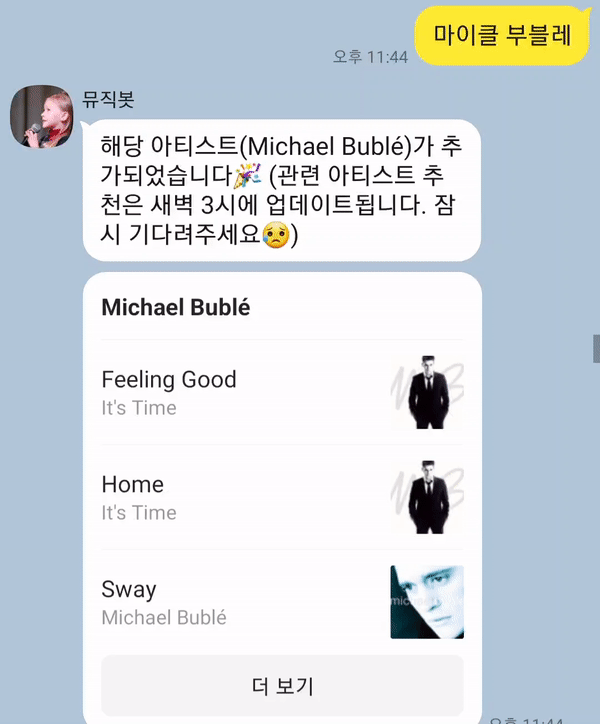 마이클 부블레
오후 11:44
뮤직봇
해당 아티스트(Michael Bublé)가 추
가되었습니다🎉 (관련 아티스트 추
천은 새벽 3시에 업데이트됩니다. 잠
시 기다려주세요😥)
Michael Bublé
Feeling Good
It's Time
Home
It's Time
Sway
Michael Bublé
더 보기
오후 11:44